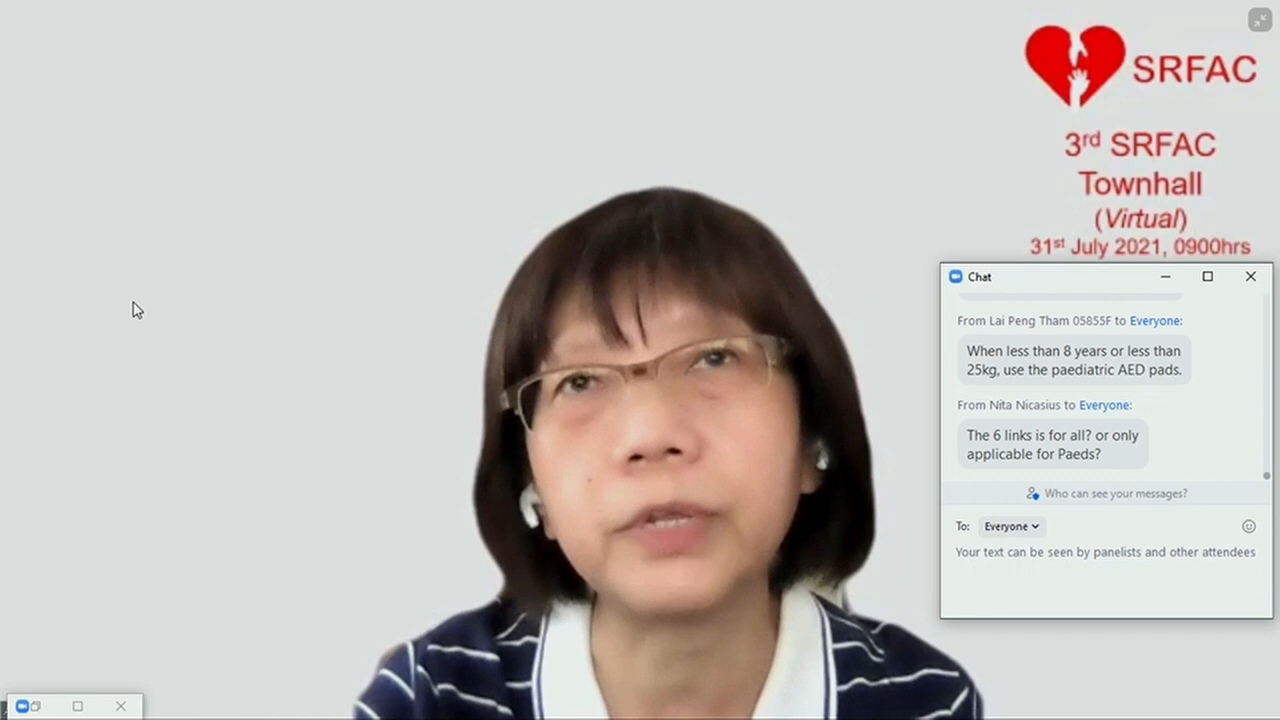 SRFAC
3rd SRFAC
Townhall
(Virtual)
31st July 2021, 0900hrs
Chat
From Lai Peng Tham 05855F to Everyone:
When less than 8 years or less than
25kg, use the paediatric AED pads.
From Nita Nicasius to Everyone:
The 6 links is for all? or only
applicable for Paeds?
Who can see your messages?
To: Everyone
Your text can be seen by panelists and other attendees